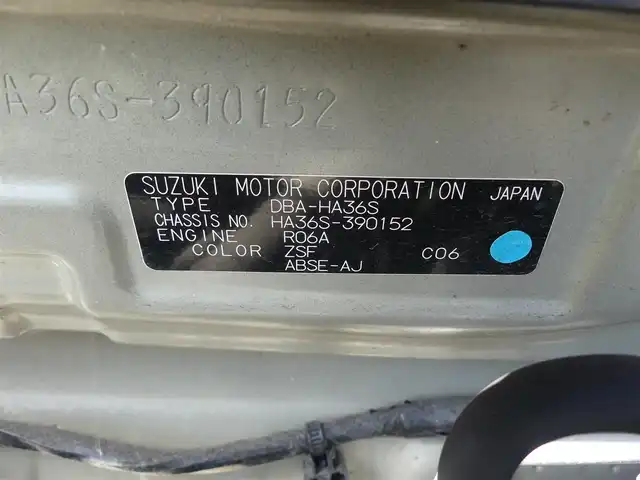 A36S-390152
SUZUKI MOTOR CORPORATION JAPAN
TYPE DBA-HA36S
CHASSIS NO. HA36S-390152
ENGINE R06A
COLOR ZSF C06
ABSE-AJ